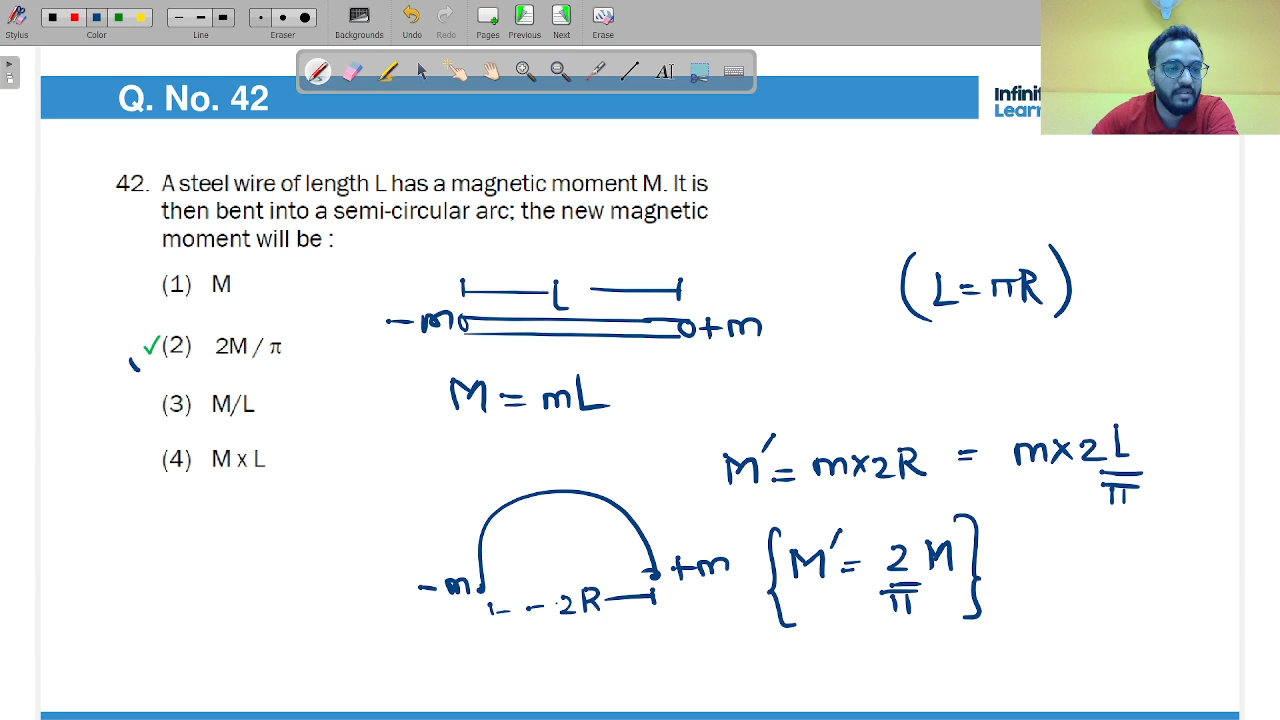 Stylus Color Line Eraser Backgrounds Undo Redo Pages Previous Next Erase
Q. No. 42
Infinit
Learn
42. A steel wire of length L has a magnetic moment M. It is
then bent into a semi-circular arc; the new magnetic
moment will be :
(1) M
✓(2) 2M / π
(3) M/L
(4) M x L
L
-m +m
M = mL
(L = πR)
M' = m×2R = m×2L/π
-m +m
2R
{M' = 2/π M}